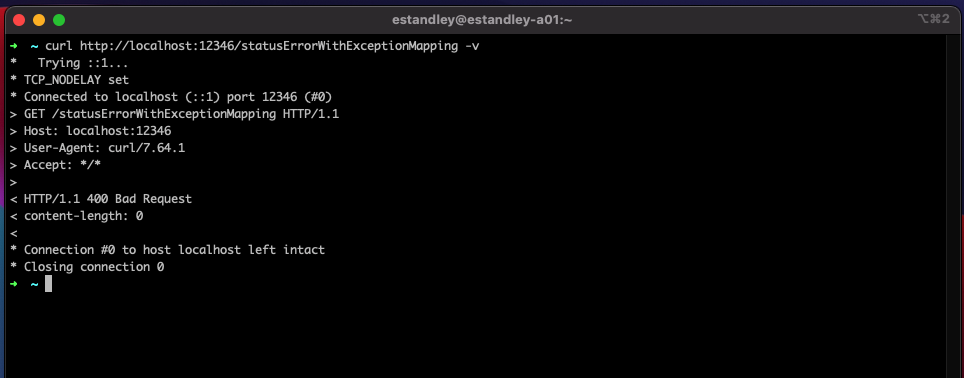 estandley@estandley-a01:~
⌥⌘2
➜ ~ curl http://localhost:12346/statusErrorWithExceptionMapping -v
*   Trying ::1...
* TCP_NODELAY set
* Connected to localhost (::1) port 12346 (#0)
> GET /statusErrorWithExceptionMapping HTTP/1.1
> Host: localhost:12346
> User-Agent: curl/7.64.1
> Accept: */*
>
< HTTP/1.1 400 Bad Request
< content-length: 0
<
* Connection #0 to host localhost left intact
* Closing connection 0
➜ ~